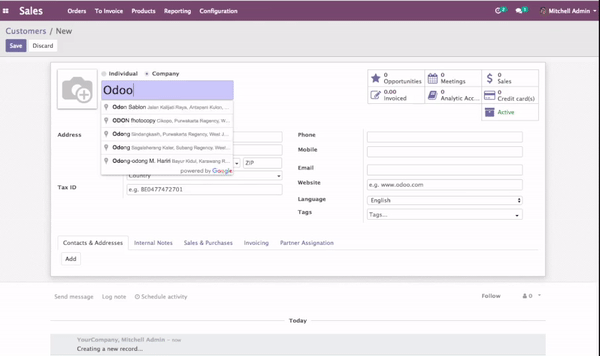 Sales Orders To Invoice Products Reporting Configuration 2 1 Mitchell Admin
Customers / New
Save Discard
Individual Company
Odoo
Odon Sablon Jalan Kalijati Raya, Antapani Kulon, ...
ODON fhotocopy Cikopo, Purwakarta Regency, W...
Odong Sindangkasih, Purwakarta Regency, West J...
Odong Sagalaherang Kaler, Subang Regency, West...
Odong-odong M. Hariri Bayur Kidul, Karawang R...
powered by Google
0 Opportunities
0 Meetings
0 Sales
0.00 Invoiced
0 Analytic Acc...
0 Credit card(s)
Active
Address
ZIP
Country
Tax ID e.g. BE0477472701
Phone
Mobile
Email
Website e.g. www.odoo.com
Language English
Tags Tags...
Contacts & Addresses Internal Notes Sales & Purchases Invoicing Partner Assignation
Add
Send message Log note Schedule activity Follow 0
Today
YourCompany, Mitchell Admin - now
Creating a new record...